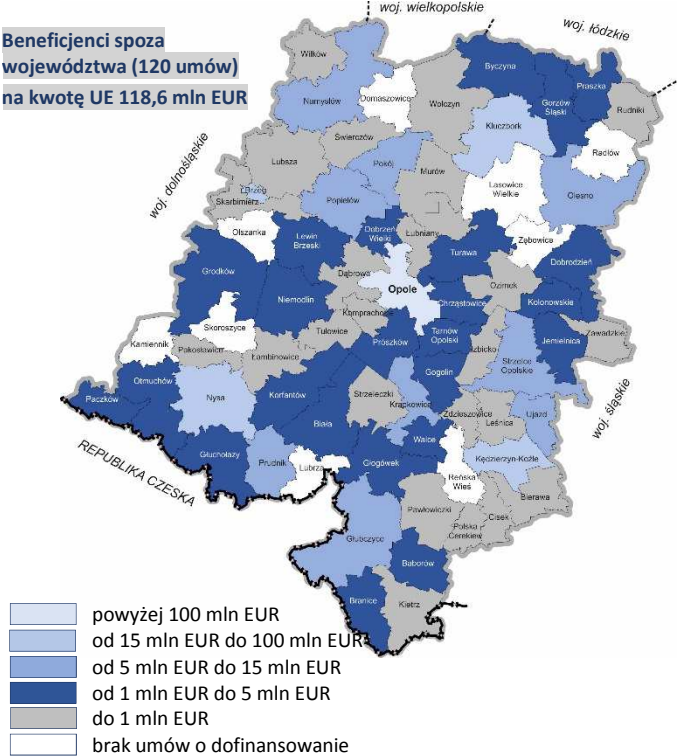 woj. wielkopolskie
woj. łódzkie
Beneficjenci spoza
województwa (120 umów)
na kwotę UE 118,6 mln EUR
Wilków
Byczyna
Praszka
Namysłów
Domaszowice
Wołczyn
Gorzów
Śląski
Rudniki
Kluczbork
Świerczów
Radłów
Lubsza
Pokój
Murów
woj. dolnośląskie
Lasowice
Wielkie
Olesno
Brzeg
Skarbimierz
Popielów
Olszanka
Lewin
Brzeski
Dobrzeń
Wielki
Łubniany
Turawa
Zębowice
Dobrodzień
Grodków
Dąbrowa
Opole
Ozimek
Niemodlin
Chrząstowice
Kolonowskie
Komprachcice
Skoroszyce
Tułowice
Prószków
Tarnów
Opolski
Jemielnica
Zawadzkie
Kamiennik
Pakosławice
Łambinowice
Izbicko
Strzelce
Opolskie
Otmuchów
Gogolin
Paczków
Nysa
Korfantów
Strzeleczki
Krapkowice
Zdzieszowice
Ujazd
woj. śląskie
Biała
Leśnica
Walce
Głuchołazy
Prudnik
Lubrza
Głogówek
Kędzierzyn-Koźle
REPUBLIKA CZESKA
Reńska
Wieś
Bierawa
Pawłowiczki
Cisek
Polska
Cerekiew
Głubczyce
Baborów
Branice
Kietrz
powyżej 100 mln EUR
od 15 mln EUR do 100 mln EUR
od 5 mln EUR do 15 mln EUR
od 1 mln EUR do 5 mln EUR
do 1 mln EUR
brak umów o dofinansowanie